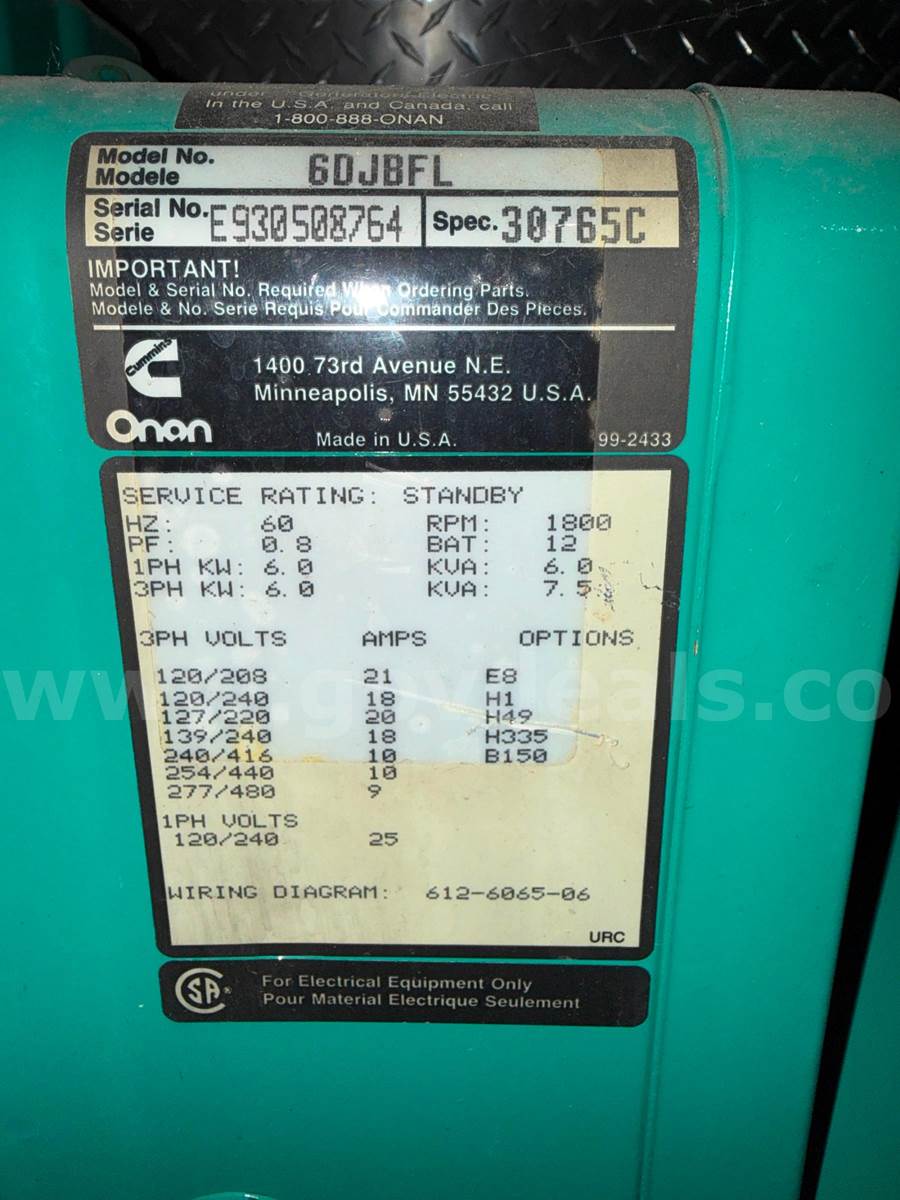 under
Generators-Electric
In the U.S.A. and Canada, call
1-800-888-ONAN
Model No.
Modele
6DJBFL
Serial No.
Serie
E930508764
Spec. 30765C
IMPORTANT!
Model & Serial No. Required When Ordering Parts.
Modele & No. Serie Requis Pour Commander Des Pieces.
Cummins
Onan
1400 73rd Avenue N.E.
Minneapolis, MN 55432 U.S.A.
Made in U.S.A.
99-2433
SERVICE RATING: STANDBY
HZ: 60 RPM: 1800
PF: 0.8 BAT: 12
1PH KW: 6.0 KVA: 6.0
3PH KW: 6.0 KVA: 7.5
3PH VOLTS AMPS OPTIONS
120/208 21 E8
120/240 18 H1
127/220 20 H49
139/240 18 H335
240/416 10 B150
254/440 10
277/480 9
1PH VOLTS
120/240 25
WIRING DIAGRAM: 612-6065-06
URC
CSA
For Electrical Equipment Only
Pour Material Electrique Seulement
www.govdeals.co